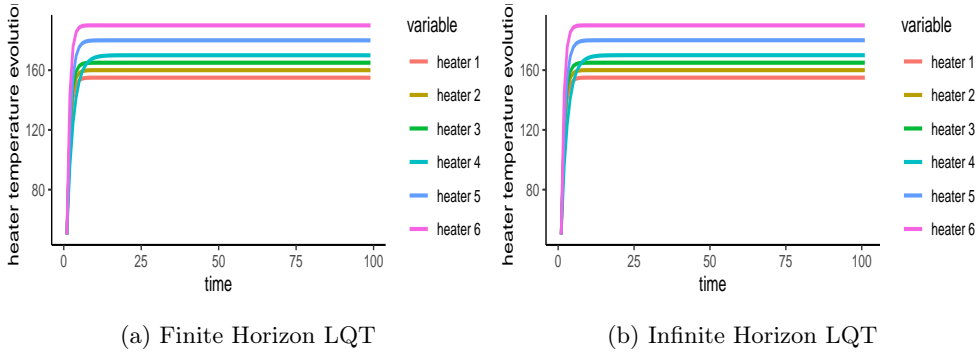 heater temperature evolution
160
120
80
0
25
50
75
100
time
variable
heater 1
heater 2
heater 3
heater 4
heater 5
heater 6
(a) Finite Horizon LQT
heater temperature evolution
160
120
80
0
25
50
75
100
time
variable
heater 1
heater 2
heater 3
heater 4
heater 5
heater 6
(b) Infinite Horizon LQT